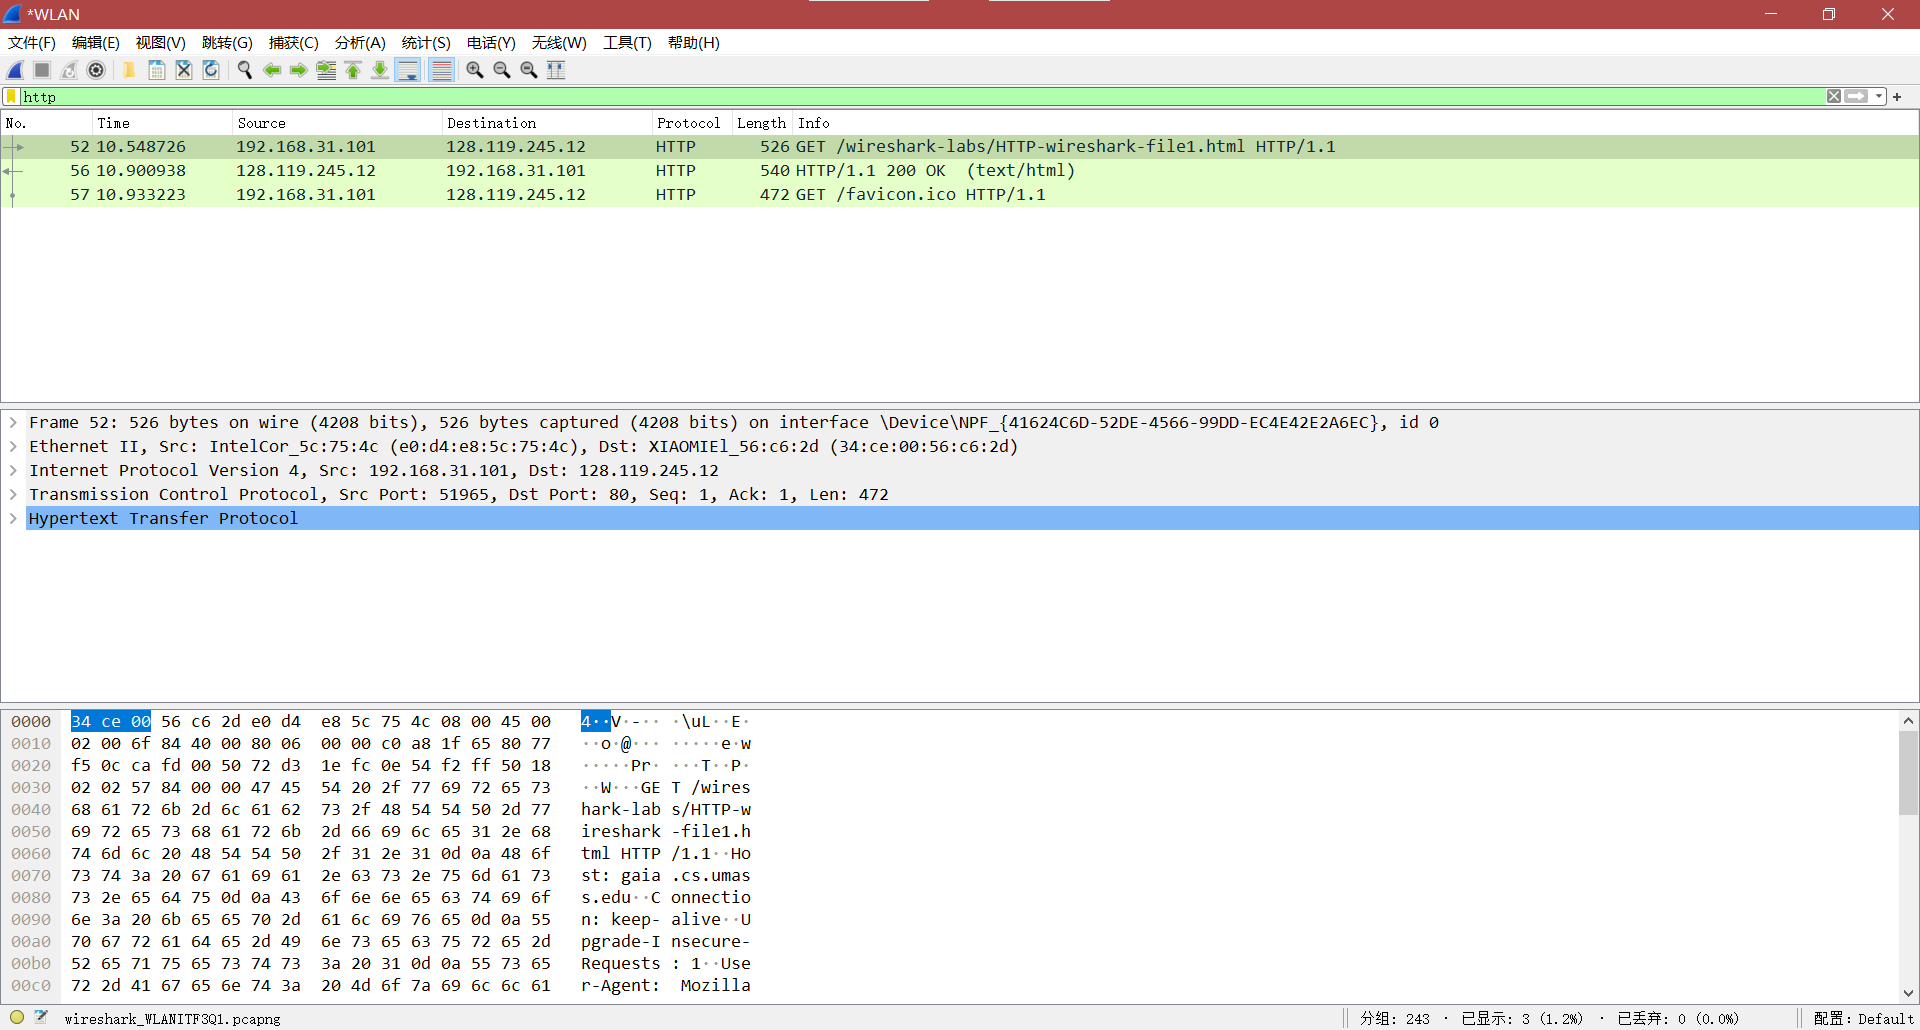 *WLAN
文件(F) 编辑(E) 视图(V) 跳转(G) 捕获(C) 分析(A) 统计(S) 电话(Y) 无线(W) 工具(T) 帮助(H)
http
No. Time Source Destination Protocol Length Info
52 10.548726 192.168.31.101 128.119.245.12 HTTP 526 GET /wireshark-labs/HTTP-wireshark-file1.html HTTP/1.1
56 10.900938 128.119.245.12 192.168.31.101 HTTP 540 HTTP/1.1 200 OK (text/html)
57 10.933223 192.168.31.101 128.119.245.12 HTTP 472 GET /favicon.ico HTTP/1.1
Frame 52: 526 bytes on wire (4208 bits), 526 bytes captured (4208 bits) on interface \Device\NPF_{41624C6D-52DE-4566-99DD-EC4E42E2A6EC}, id 0
Ethernet II, Src: IntelCor_5c:75:4c (e0:d4:e8:5c:75:4c), Dst: XIAOMIEl_56:c6:2d (34:ce:00:56:c6:2d)
Internet Protocol Version 4, Src: 192.168.31.101, Dst: 128.119.245.12
Transmission Control Protocol, Src Port: 51965, Dst Port: 80, Seq: 1, Ack: 1, Len: 472
Hypertext Transfer Protocol
0000 34 ce 00 56 c6 2d e0 d4 e8 5c 75 4c 08 00 45 00 4··V·-·· ·\uL··E·
0010 02 00 6f 84 40 00 80 06 00 00 c0 a8 1f 65 80 77 ··o·@··· ·····e·w
0020 f5 0c ca fd 00 50 72 d3 1e fc 0e 54 f2 ff 50 18 ·····Pr· ···T··P·
0030 02 02 57 84 00 00 47 45 54 20 2f 77 69 72 65 73 ··W···GE T /wires
0040 68 61 72 6b 2d 6c 61 62 73 2f 48 54 54 50 2d 77 hark-lab s/HTTP-w
0050 69 72 65 73 68 61 72 6b 2d 66 69 6c 65 31 2e 68 ireshark -file1.h
0060 74 6d 6c 20 48 54 54 50 2f 31 2e 31 0d 0a 48 6f tml HTTP /1.1··Ho
0070 73 74 3a 20 67 61 69 61 2e 63 73 2e 75 6d 61 73 st: gaia .cs.umas
0080 73 2e 65 64 75 0d 0a 43 6f 6e 6e 65 63 74 69 6f s.edu··C onnectio
0090 6e 3a 20 6b 65 65 70 2d 61 6c 69 76 65 0d 0a 55 n: keep- alive··U
00a0 70 67 72 61 64 65 2d 49 6e 73 65 63 75 72 65 2d pgrade-I nsecure-
00b0 52 65 71 75 65 73 74 73 3a 20 31 0d 0a 55 73 65 Requests : 1··Use
00c0 72 2d 41 67 65 6e 74 3a 20 4d 6f 7a 69 6c 6c 61 r-Agent: Mozilla
wireshark_WLANITF3Q1.pcapng 分组: 243 · 已显示: 3 (1.2%) · 已丢弃: 0 (0.0%) 配置: Default